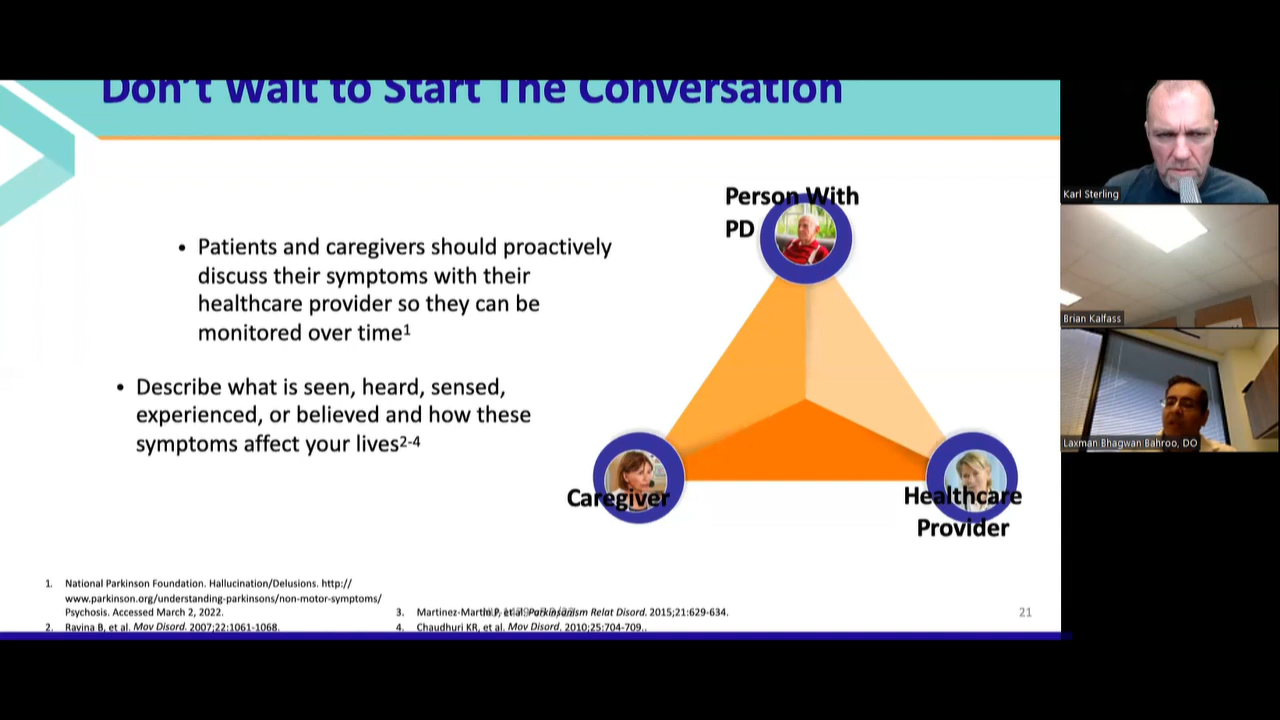 Don't Wait to Start The Conversation
Person With
PD
• Patients and caregivers should proactively
discuss their symptoms with their
healthcare provider so they can be
monitored over time1
• Describe what is seen, heard, sensed,
experienced, or believed and how these
symptoms affect your lives2-4
Caregiver
Healthcare
Provider
1. National Parkinson Foundation. Hallucination/Delusions. http://
www.parkinson.org/understanding-parkinsons/non-motor-symptoms/
Psychosis. Accessed March 2, 2022.
2. Ravina B, et al. Mov Disord. 2007;22:1061-1068.
3. Martinez-Martin P, et al. Parkinsonism Relat Disord. 2015;21:629-634.
4. Chaudhuri KR, et al. Mov Disord. 2010;25:704-709..
21
Karl Sterling
Brian Kalfass
Laxman Bhagwan Bahroo, DO